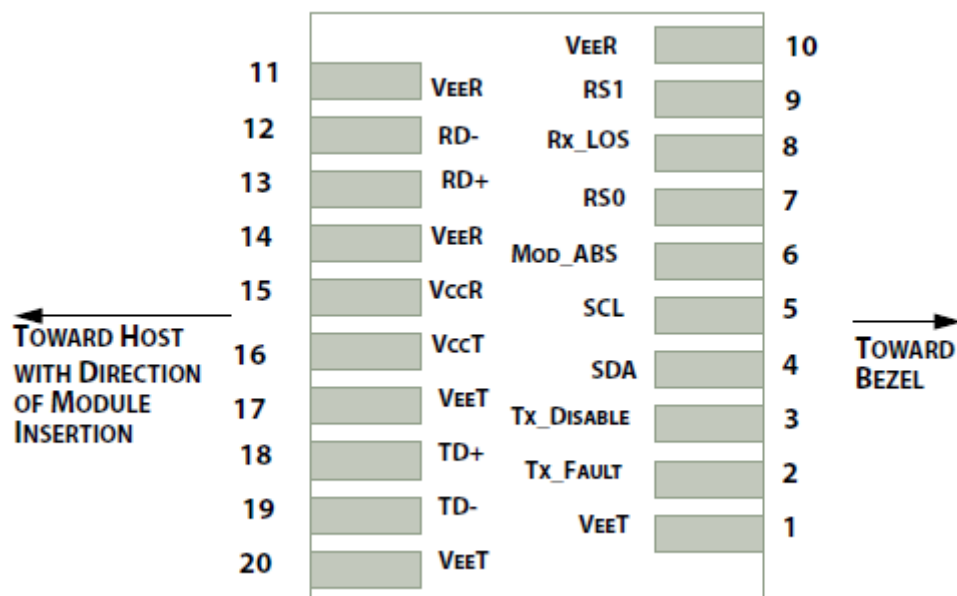 11
VEER
12
RD-
13
RD+
14
VEER
15
VCCR
16
VCCT
17
VEET
18
TD+
19
TD-
20
VEET
VEER
10
RS1
9
RX_LOS
8
RS0
7
MOD_ABS
6
SCL
5
SDA
4
TX_DISABLE
3
TX_FAULT
2
VEET
1
TOWARD HOST
WITH DIRECTION
OF MODULE
INSERTION
TOWARD
BEZEL